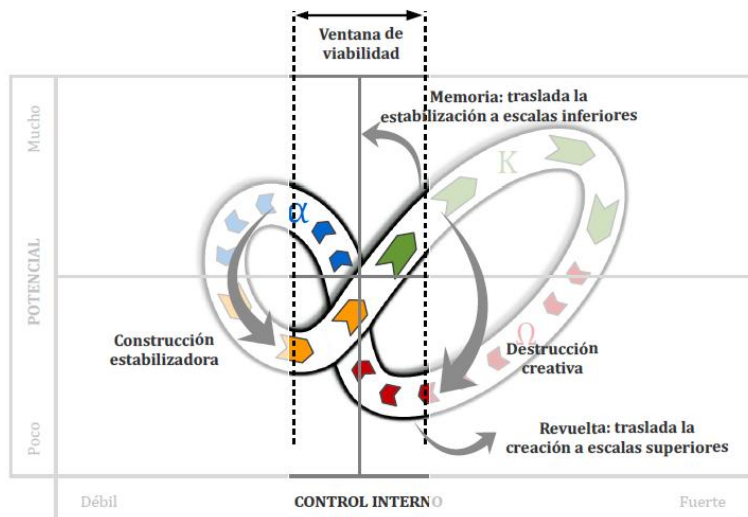 Ventana de
viabilidad
Mucho
Memoria: traslada la
estabilización a escalas inferiores
K
α
POTENCIAL
Construcción
estabilizadora
Ω
Destrucción
creativa
Poco
Revuelta: traslada la
creación a escalas superiores
Débil
CONTROL INTERNO
Fuerte